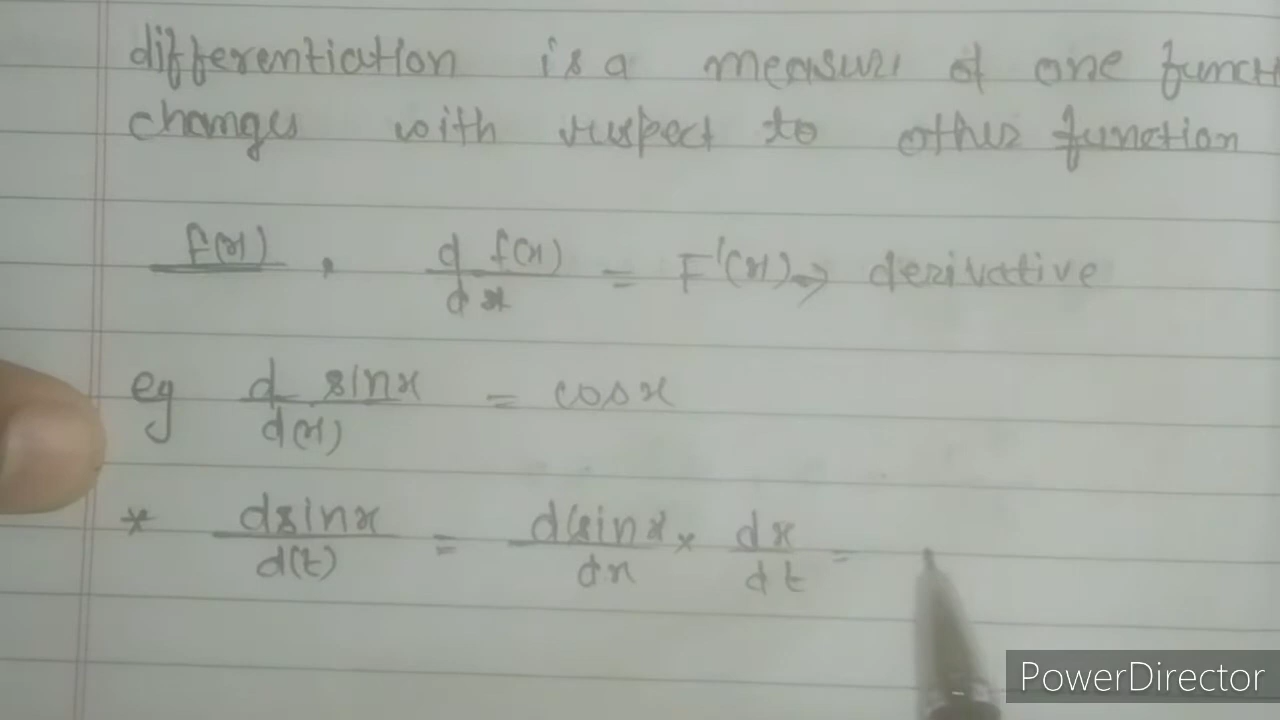 differentiation is a measure of one funct
changes with respect to other function
f(x) . d f(x) / dx = F'(x) → derivative
eg d sinx / d(x) = cosx
* dsinx / d(t) = dsinx / dx × dx / dt =
PowerDirector